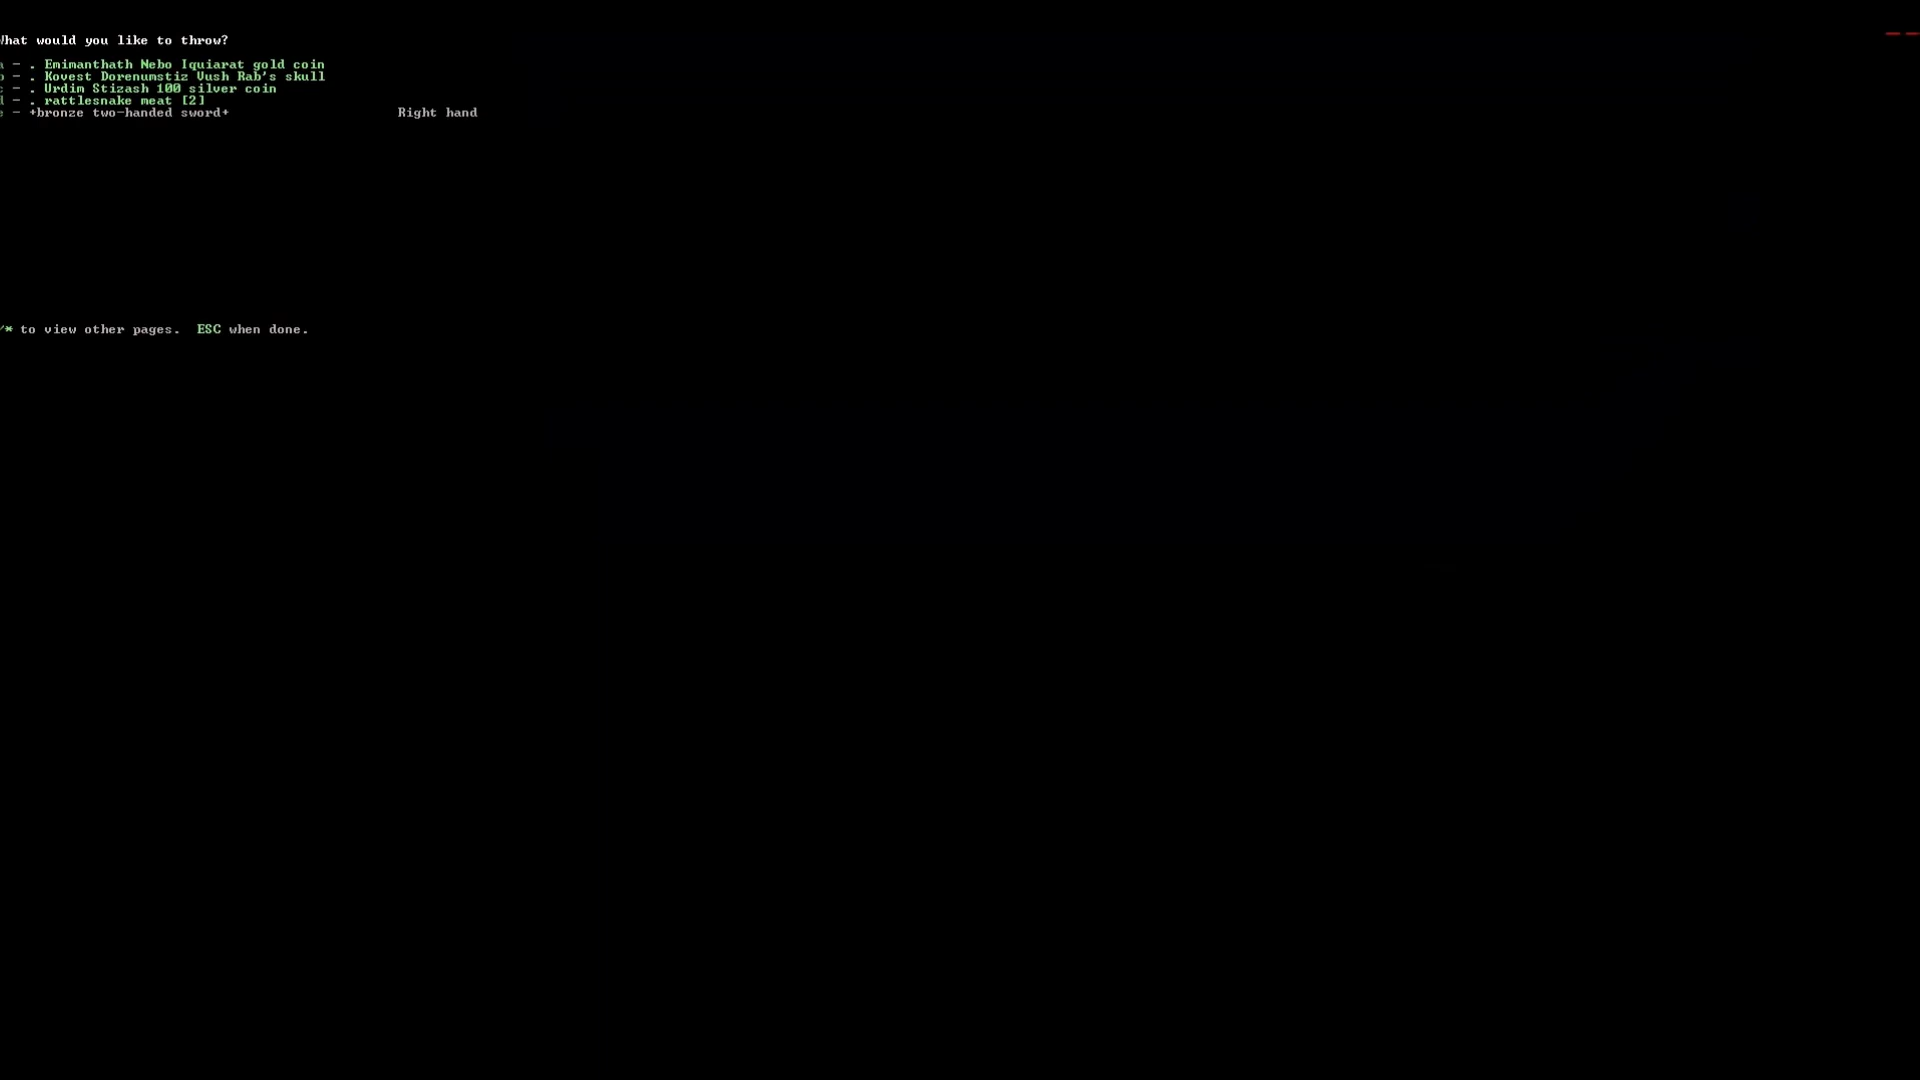 What would you like to throw?
a - . Emimanthath Nebo Iquiarat gold coin
b - . Kovest Dorenumstiz Vush Rab's skull
c - . Urdim Stizash 100 silver coin
d - . rattlesnake meat [2]
e - +bronze two-handed sword+ Right hand
/* to view other pages. ESC when done.